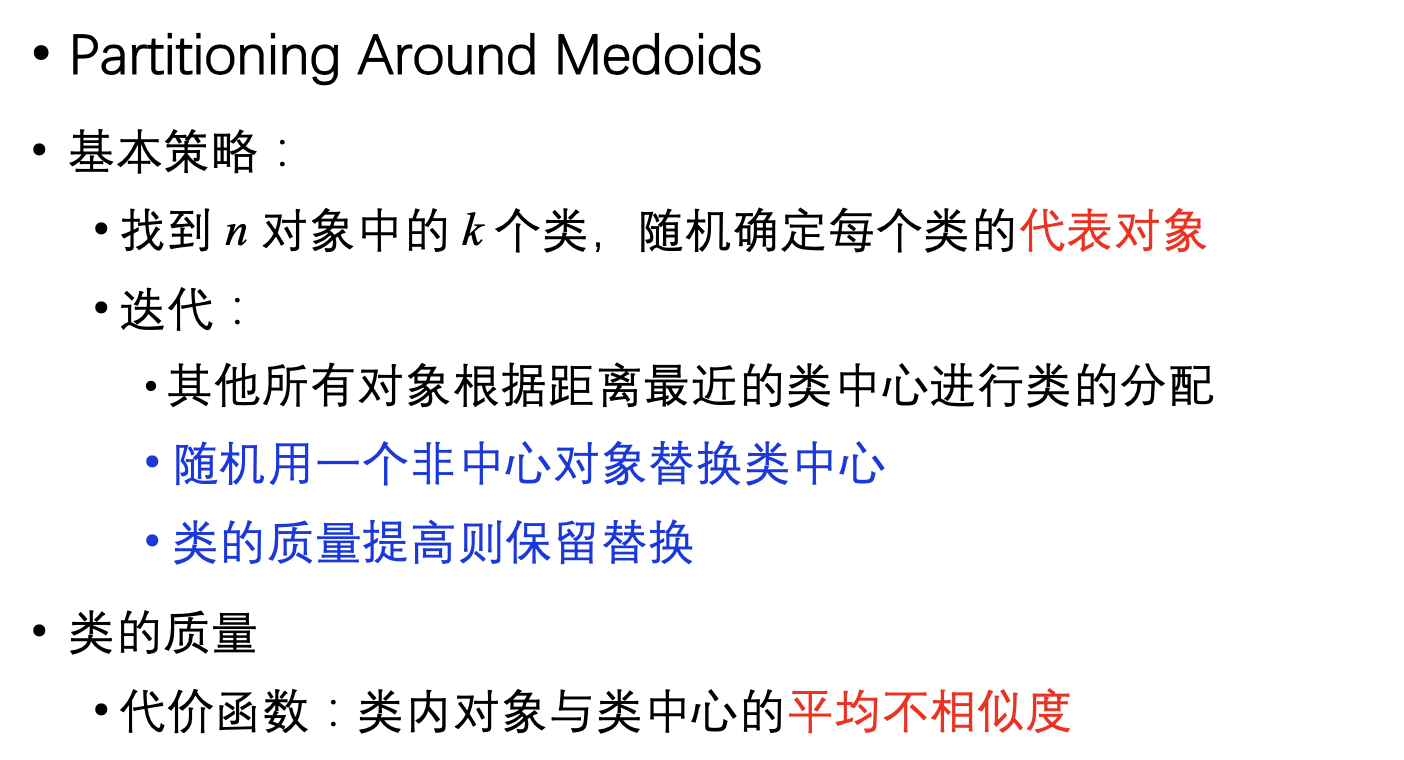 • Partitioning Around Medoids
• 基本策略：
• 找到 n 对象中的 k 个类，随机确定每个类的代表对象
• 迭代：
• 其他所有对象根据距离最近的类中心进行类的分配
• 随机用一个非中心对象替换类中心
• 类的质量提高则保留替换
• 类的质量
• 代价函数：类内对象与类中心的平均不相似度